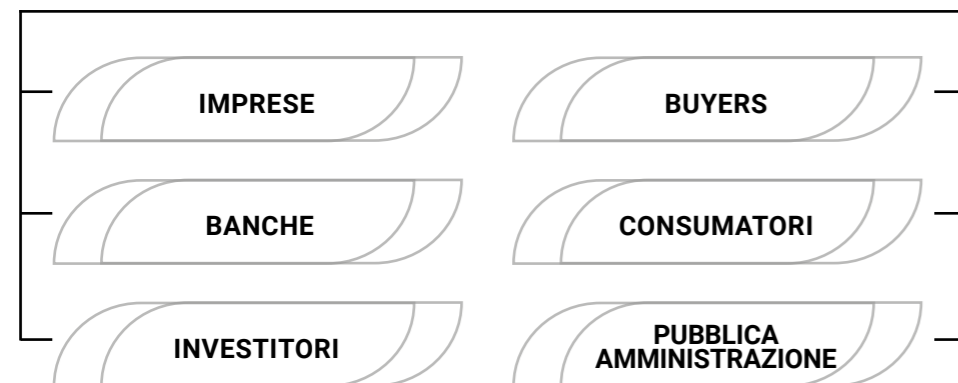 IMPRESE
BUYERS
BANCHE
CONSUMATORI
INVESTITORI
PUBBLICA
AMMINISTRAZIONE